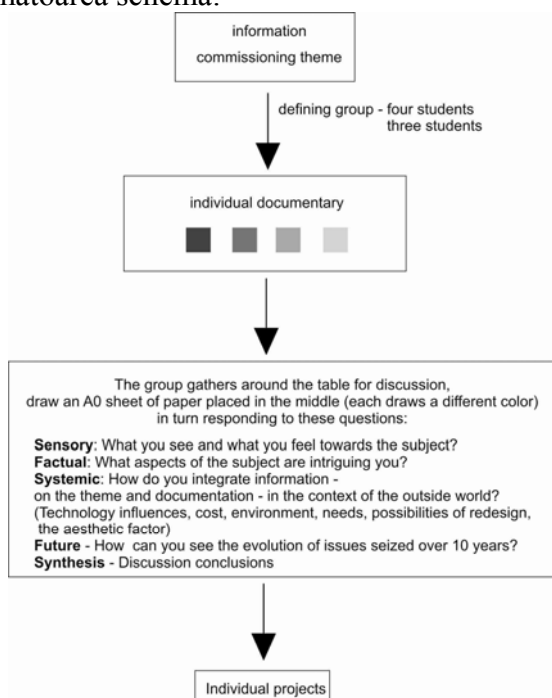 information
commissioning theme
defining group - four students
three students
individual documentary
The group gathers around the table for discussion,
draw an A0 sheet of paper placed in the middle (each draws a different color)
in turn responding to these questions:
Sensory: What you see and what you feel towards the subject?
Factual: What aspects of the subject are intriguing you?
Systemic: How do you integrate information -
on the theme and documentation - in the context of the outside world?
(Technology influences, cost, environment, needs, possibilities of redesign,
the aesthetic factor)
Future - How can you see the evolution of issues seized over 10 years?
Synthesis - Discussion conclusions
Individual projects